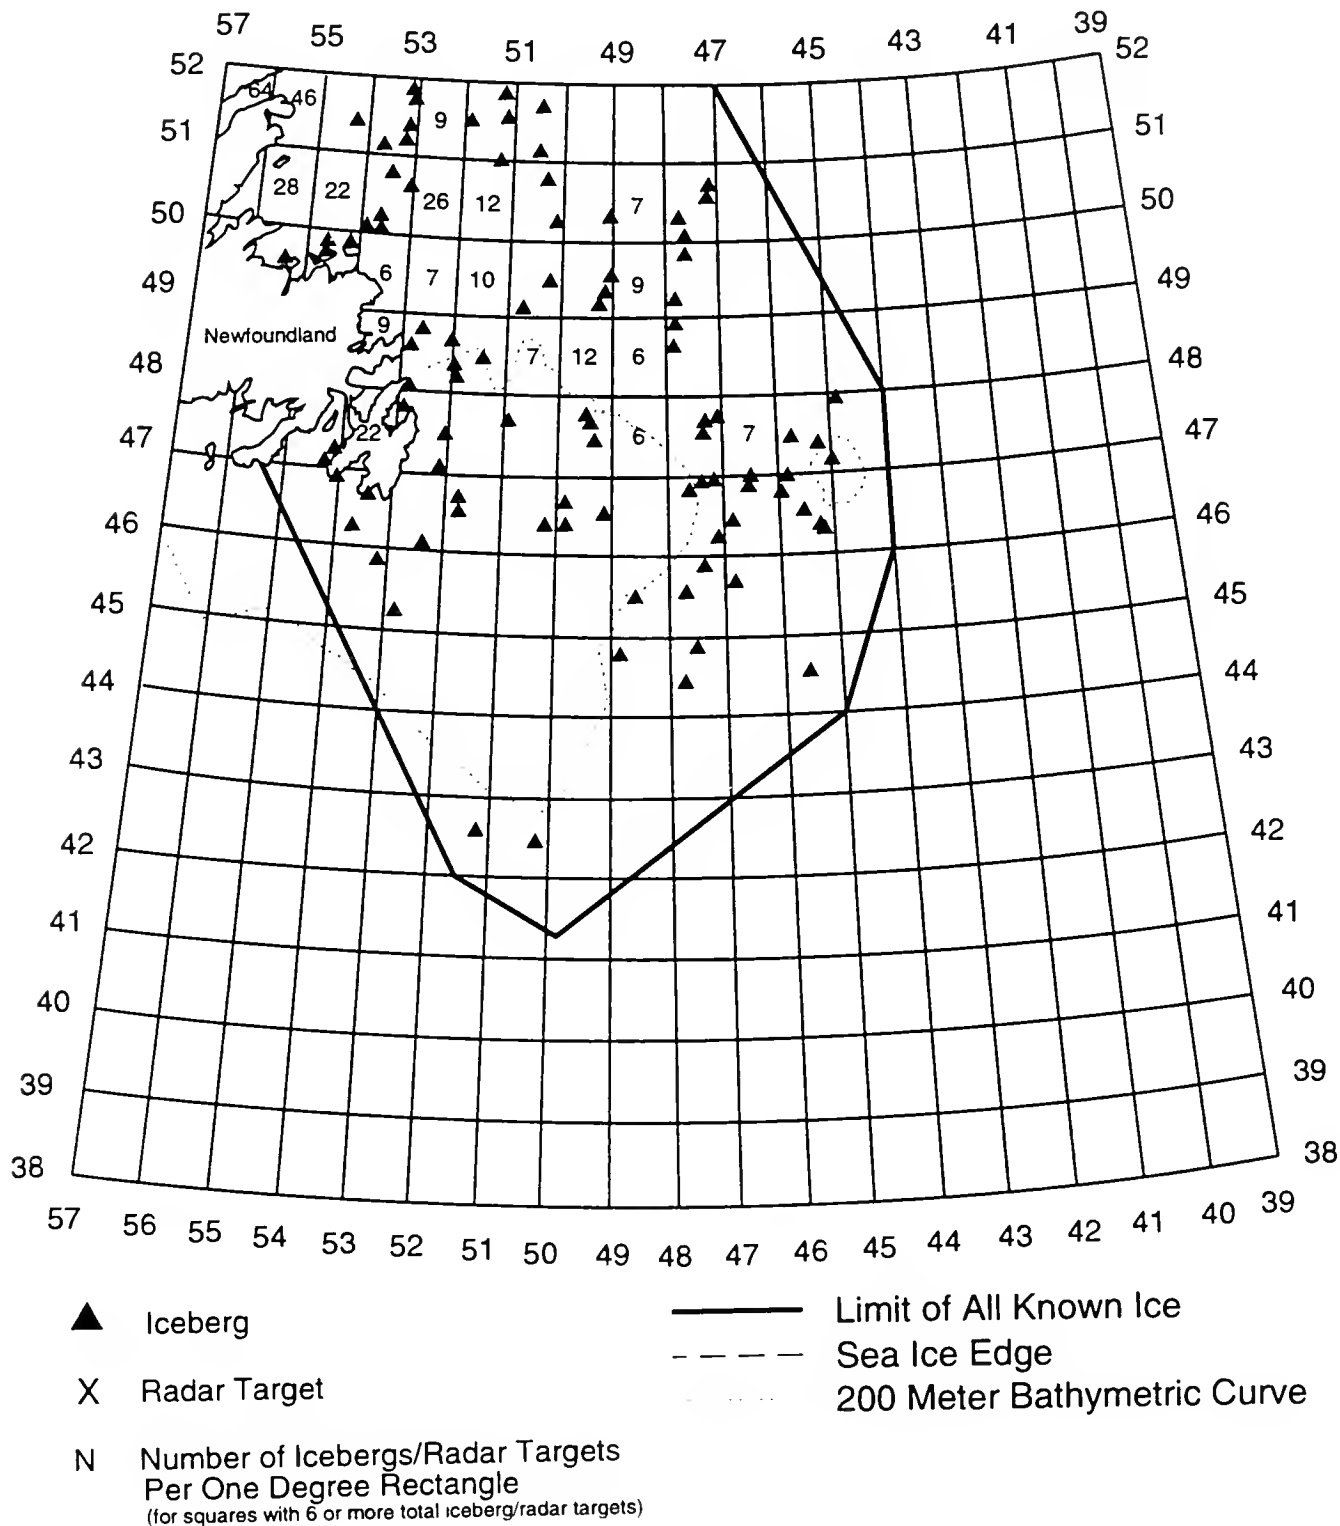 57 55 53 51 49 47 45 43 41 39
52 52
64 46
9
51 51
28 22 26 12 7
50 50
6 7 10 9
49 49
9
Newfoundland
7 12 6
48 48
22 6 7
47 47
46 46
45 45
44 44
43 43
42 42
41 41
40 40
39 39
38 38
57 56 55 54 53 52 51 50 49 48 47 46 45 44 43 42 41 40 39
Iceberg
X Radar Target
N Number of Icebergs/Radar Targets
Per One Degree Rectangle
(for squares with 6 or more total iceberg/radar targets)
Limit of All Known Ice
Sea Ice Edge
200 Meter Bathymetric Curve